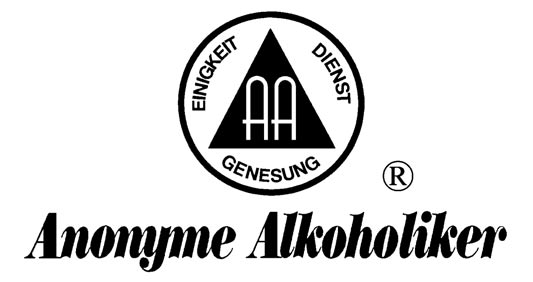 EINIGKEIT
DIENST
AA
GENESUNG
®
Anonyme Alkoholiker